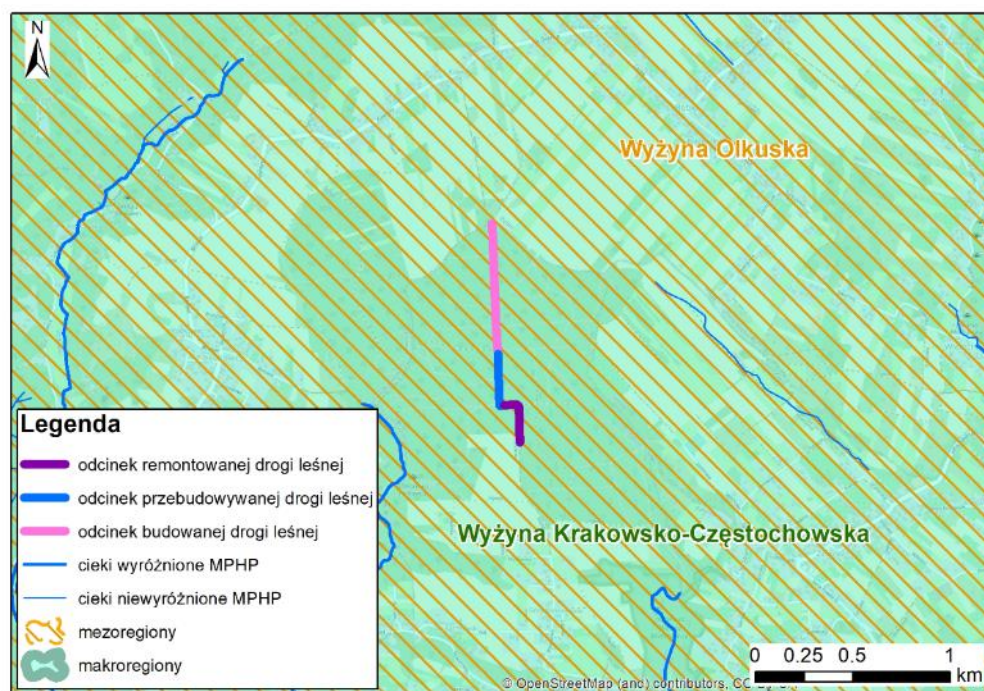 N
Wyżyna Olkuska
Wyżyna Krakowsko-Częstochowska
Legenda
odcinek remontowanej drogi leśnej
odcinek przebudowywanej drogi leśnej
odcinek budowanej drogi leśnej
cieki wyróżnione MPHP
cieki niewyróżnione MPHP
mezoregiony
makroregiony
0 0.25 0.5 1
km
© OpenStreetMap (and) contributors,